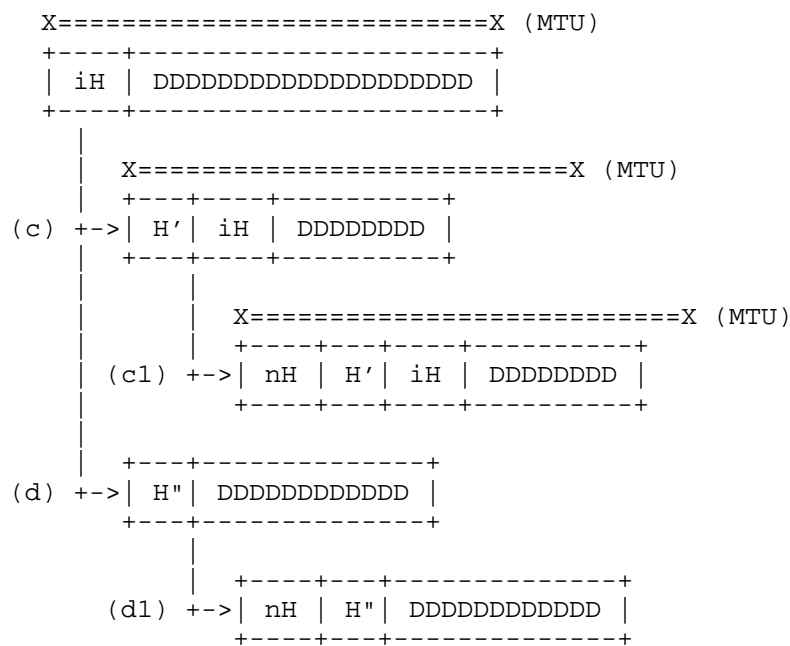 X===========================X (MTU)
+----+----------------------+
| iH | DDDDDDDDDDDDDDDDDDDD |
+----+----------------------+
|
| X===========================X (MTU)
| +---+----+----------+
(c) +->| H'| iH | DDDDDDDD |
| +---+----+----------+
| |
| | X===========================X (MTU)
| | +----+---+----+----------+
| (c1) +->| nH | H'| iH | DDDDDDDD |
| +----+---+----+----------+
|
| +---+--------------+
(d) +->| H"| DDDDDDDDDDDD |
+---+--------------+
|
| +----+---+--------------+
(d1) +->| nH | H"| DDDDDDDDDDDD |
+----+---+--------------+